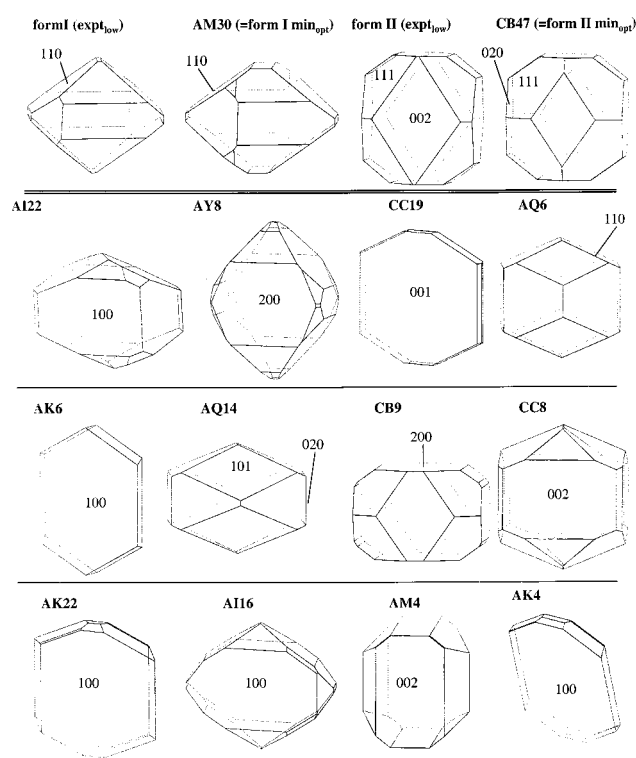 formI (expt_low) AM30 (=form I min_opt) form II (expt_low) CB47 (=form II min_opt)
110 110 020
111 111
002
AI22 AY8 CC19 AQ6
110
100 200 001
AK6 AQ14 CB9 CC8
200
020
101
100 002
AK22 AI16 AM4 AK4
100 100 002 100